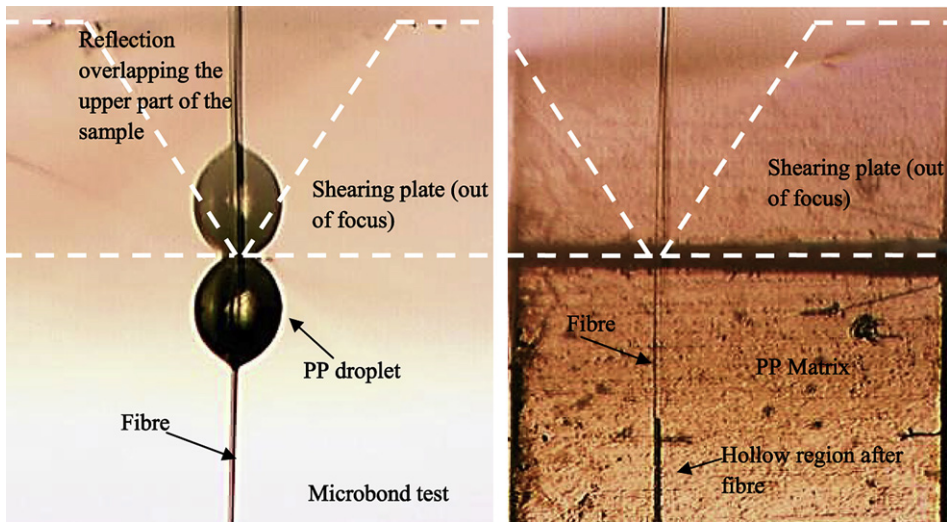 Reflection
overlapping the
upper part of the
sample
Shearing plate (out
of focus)
PP droplet
Fibre
Microbond test
Shearing plate (out
of focus)
Fibre
PP Matrix
Hollow region after
fibre